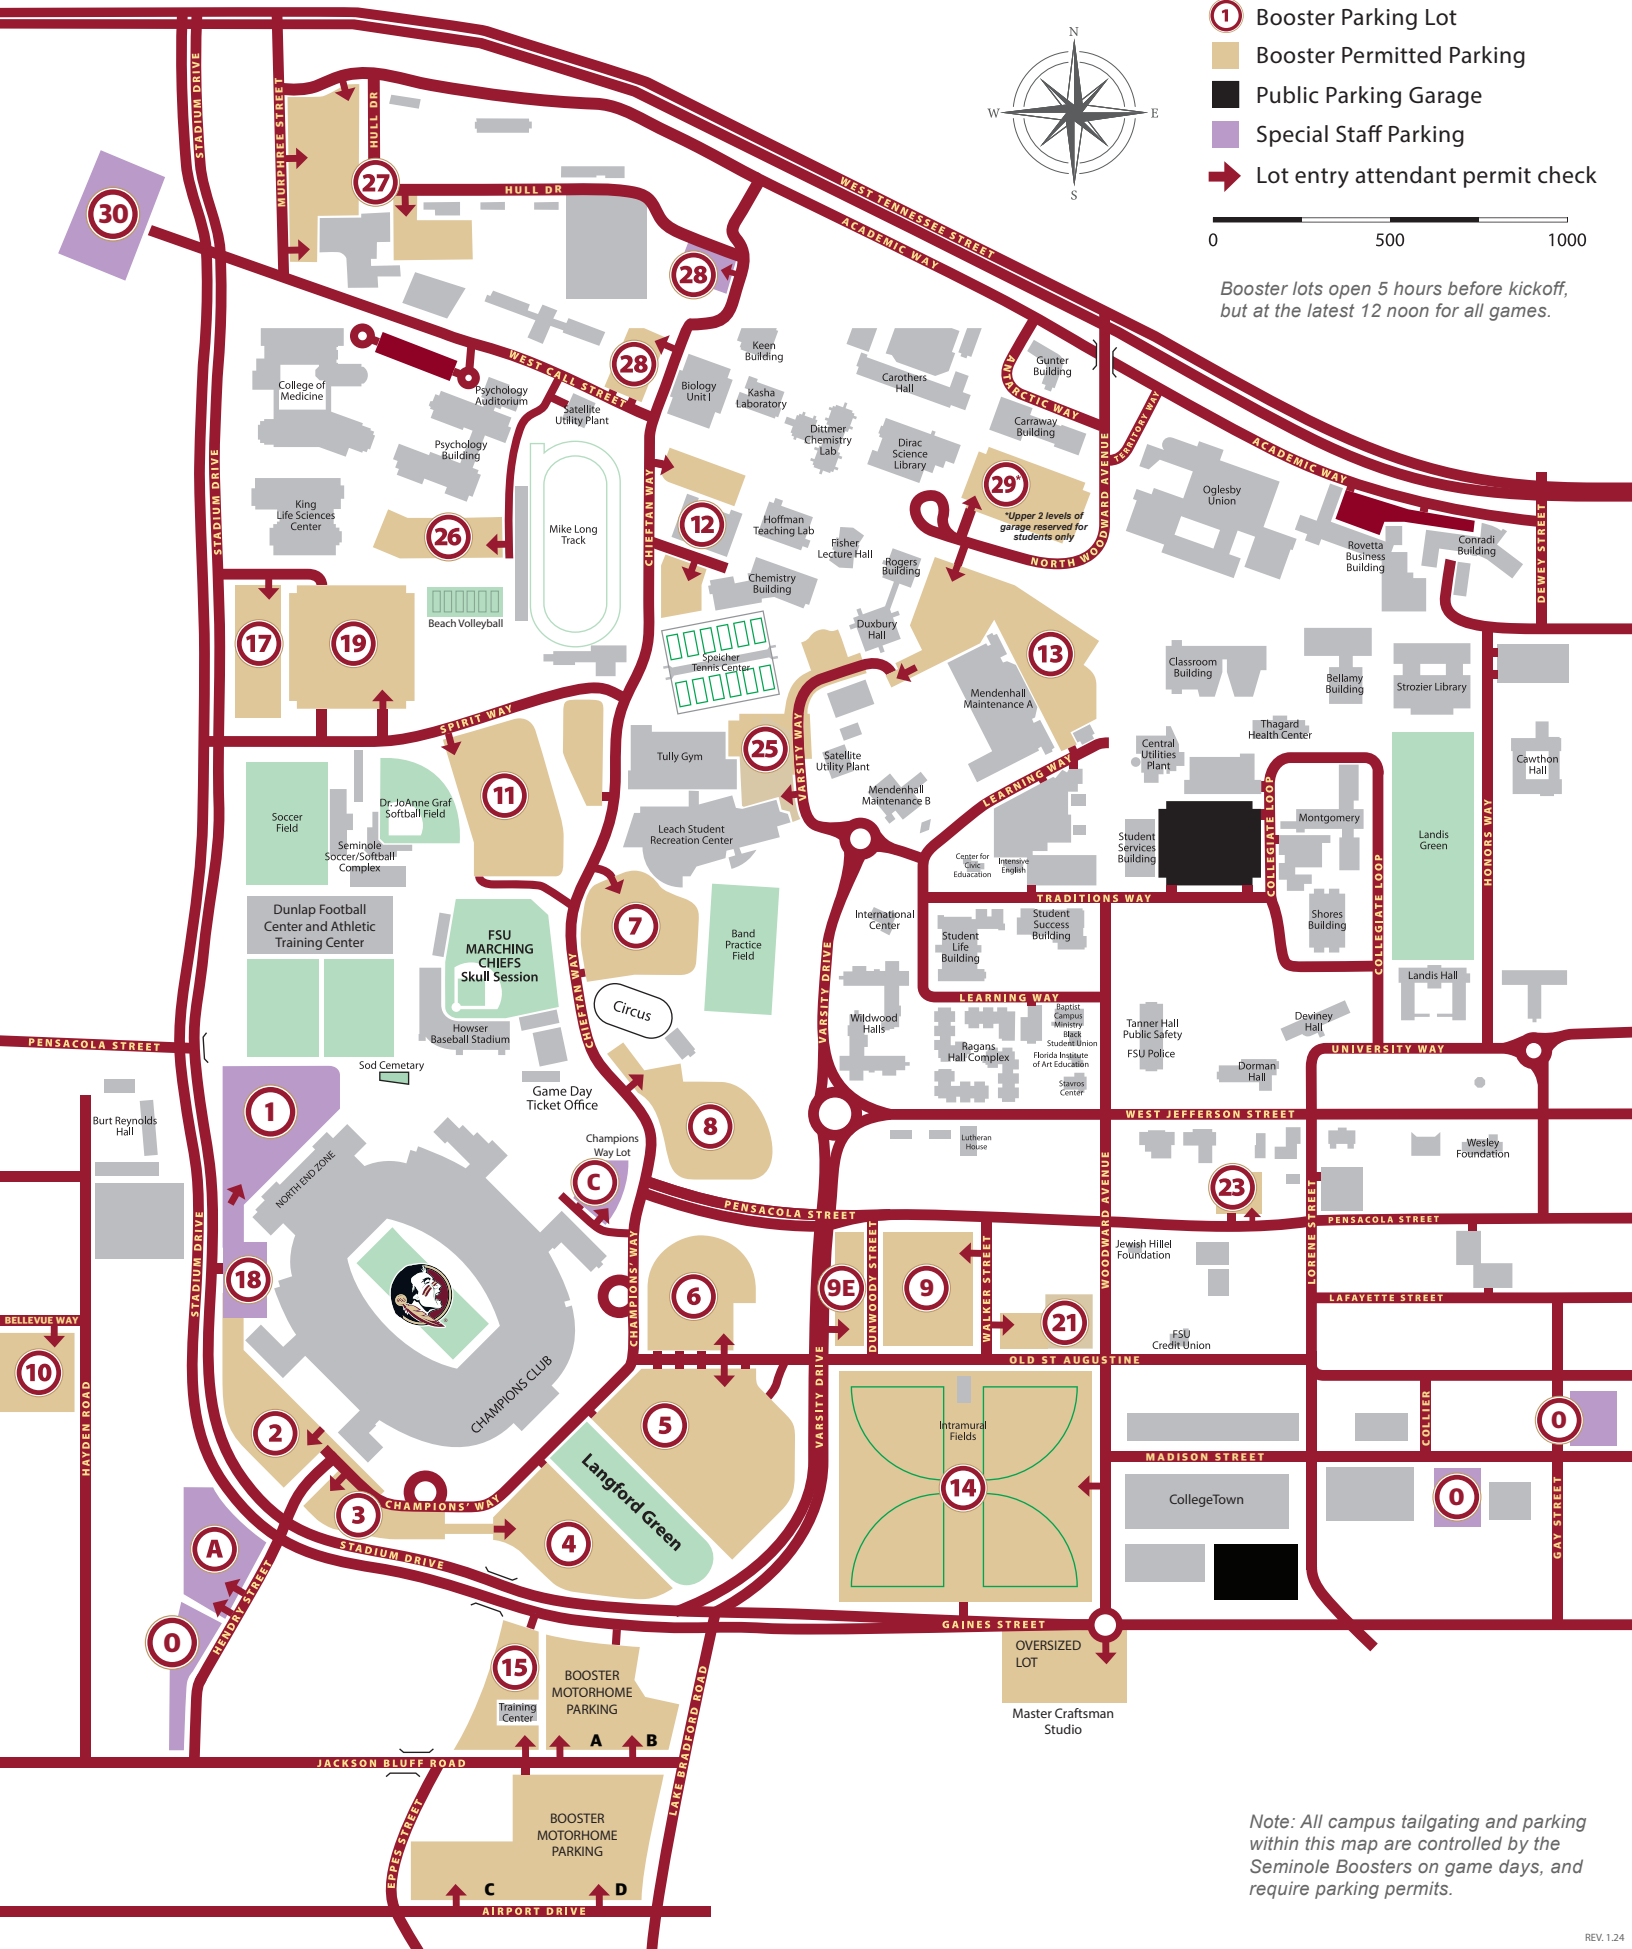 1 Booster Parking Lot
Booster Permitted Parking
Public Parking Garage
Special Staff Parking
Lot entry attendant permit check
0 500 1000
Booster lots open 5 hours before kickoff,
but at the latest 12 noon for all games.
N
W E
S
STADIUM DRIVE
MURPHREE STREET
HULL DR
27
HULL DR
30
28
WEST TENNESSEE STREET
ACADEMIC WAY
28
WEST CALL STREET
College of
Medicine
Psychology
Auditorium
Satellite
Utility Plant
Psychology
Building
Biology
Unit I
Keen
Building
Kasha
Laboratory
Carothers
Hall
Gunter
Building
ANTARCTIC WAY
Carraway
Building
TERRITORY WAY
Dittmer
Chemistry
Lab
Dirac
Science
Library
29*
*Upper 2 levels of
garage reserved for
students only
NORTH WOODWARD AVENUE
Oglesby
Union
ACADEMIC WAY
Rovetta
Business
Building
Conradi
Building
DEWEY STREET
STADIUM DRIVE
King
Life Sciences
Center
26
Mike Long
Track
CHIEFTAN WAY
12
Hoffman
Teaching Lab
Fisher
Lecture Hall
Rogers
Building
Chemistry
Building
Beach Volleyball
Duxbury
Hall
17
19
Speicher
Tennis Center
13
Mendenhall
Maintenance A
Classroom
Building
Bellamy
Building
Strozier Library
SPIRIT WAY
Tully Gym
25
VARSITY WAY
Satellite
Utility Plant
Mendenhall
Maintenance B
LEARNING WAY
Central
Utilities
Plant
Thagard
Health Center
Cawthon
Hall
Soccer
Field
Dr. JoAnne Graf
Softball Field
Seminole
Soccer/Softball
Complex
11
Leach Student
Recreation Center
Center for
Civic
Eduacation
Intensive
English
Student
Services
Building
COLLEGIATE LOOP
Montgomery
COLLEGIATE LOOP
Landis
Green
HONORS WAY
TRADITIONS WAY
Dunlap Football
Center and Athletic
Training Center
FSU
MARCHING
CHIEFS
Skull Session
7
Band
Practice
Field
International
Center
Student
Life
Building
Student
Success
Building
Shores
Building
Landis Hall
CHIEFTAN WAY
Circus
VARSITY DRIVE
LEARNING WAY
Howser
Baseball Stadium
Wildwood
Halls
Ragans
Hall Complex
Baptist
Campus
Ministry
Black
Student Union
Florida Institute
of Art Education
Stavros
Center
Tanner Hall
Public Safety
FSU Police
Deviney
Hall
Dorman
Hall
UNIVERSITY WAY
PENSACOLA STREET
Sod Cemetary
Game Day
Ticket Office
Burt Reynolds
Hall
1
8
WEST JEFFERSON STREET
Champions
Way Lot
C
Lutheran
House
Wesley
Foundation
NORTH END ZONE
23
PENSACOLA STREET
PENSACOLA STREET
STADIUM DRIVE
18
CHAMPIONS' WAY
6
9E
DUNWOODY STREET
9
WALKER STREET
21
WOODWARD AVENUE
Jewish Hillel
Foundation
LORENE STREET
LAFAYETTE STREET
FSU
Credit Union
BELLEVUE WAY
10
HAYDEN ROAD
CHAMPIONS CLUB
OLD ST AUGUSTINE
2
5
VARSITY DRIVE
Intramural
Fields
14
COLLIER
0
MADISON STREET
3
CHAMPIONS' WAY
4
Langford Green
CollegeTown
0
GAY STREET
A
STADIUM DRIVE
HENDRY STREET
0
GAINES STREET
OVERSIZED
LOT
Master Craftsman
Studio
15
Training
Center
BOOSTER
MOTORHOME
PARKING
A B
LAKE BRADFORD ROAD
JACKSON BLUFF ROAD
EPPES STREET
BOOSTER
MOTORHOME
PARKING
C D
AIRPORT DRIVE
Note: All campus tailgating and parking
within this map are controlled by the
Seminole Boosters on game days, and
require parking permits.
REV. 1.24